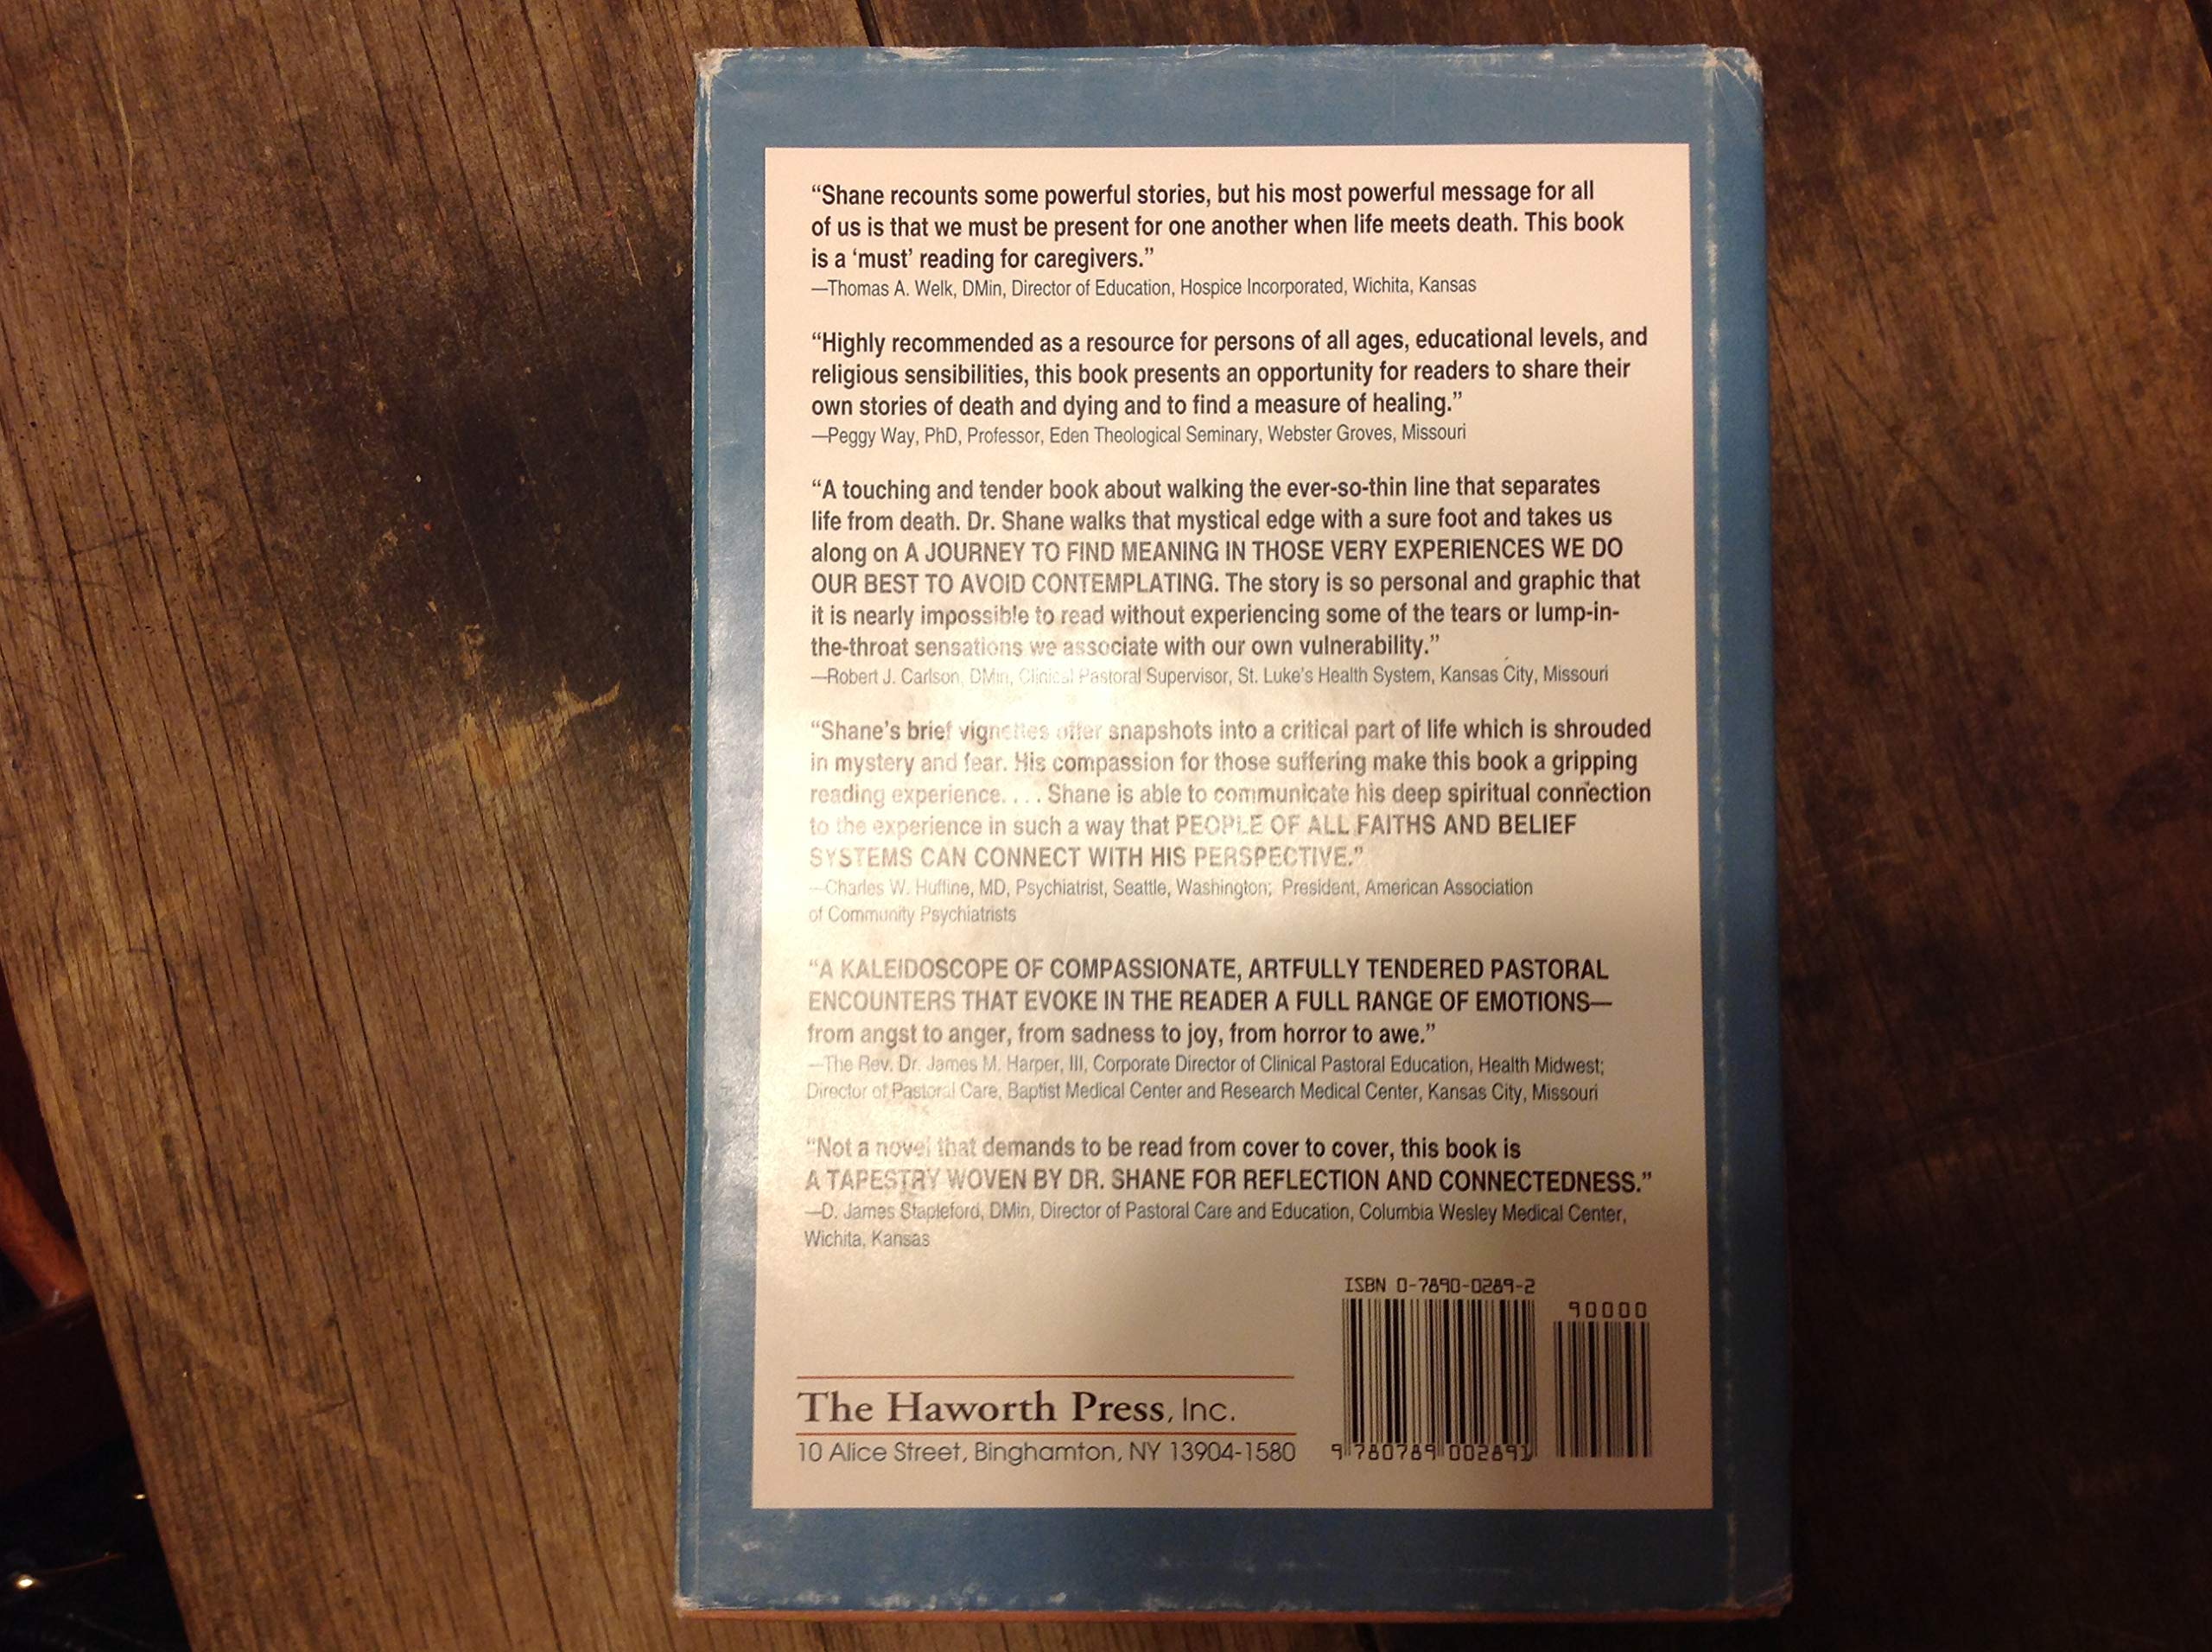 “Shane recounts some powerful stories, but his most powerful message for all
of us is that we must be present for one another when life meets death. This book
is a ‘must’ reading for caregivers.”
—Thomas A. Welk, DMin, Director of Education, Hospice Incorporated, Wichita, Kansas
“Highly recommended as a resource for persons of all ages, educational levels, and
religious sensibilities, this book presents an opportunity for readers to share their
own stories of death and dying and to find a measure of healing.”
—Peggy Way, PhD, Professor, Eden Theological Seminary, Webster Groves, Missouri
“A touching and tender book about walking the ever-so-thin line that separates
life from death. Dr. Shane walks that mystical edge with a sure foot and takes us
along on A JOURNEY TO FIND MEANING IN THOSE VERY EXPERIENCES WE DO
OUR BEST TO AVOID CONTEMPLATING. The story is so personal and graphic that
it is nearly impossible to read without experiencing some of the tears or lump-in-
the-throat sensations we associate with our own vulnerability.”
—Robert J. Carlson, DMin, Clinical Pastoral Supervisor, St. Luke's Health System, Kansas City, Missouri
“Shane's brief vignettes offer snapshots into a critical part of life which is shrouded
in mystery and fear. His compassion for those suffering make this book a gripping
reading experience. . . . Shane is able to communicate his deep spiritual connection
to the experience in such a way that PEOPLE OF ALL FAITHS AND BELIEF
SYSTEMS CAN CONNECT WITH HIS PERSPECTIVE.”
—Charles W. Huffine, MD, Psychiatrist, Seattle, Washington; President, American Association
of Community Psychiatrists
“A KALEIDOSCOPE OF COMPASSIONATE, ARTFULLY TENDERED PASTORAL
ENCOUNTERS THAT EVOKE IN THE READER A FULL RANGE OF EMOTIONS—
from angst to anger, from sadness to joy, from horror to awe.”
—The Rev. Dr. James M. Harper, III, Corporate Director of Clinical Pastoral Education, Health Midwest;
Director of Pastoral Care, Baptist Medical Center and Research Medical Center, Kansas City, Missouri
“Not a novel that demands to be read from cover to cover, this book is
A TAPESTRY WOVEN BY DR. SHANE FOR REFLECTION AND CONNECTEDNESS.”
—D. James Stapleford, DMin, Director of Pastoral Care and Education, Columbia Wesley Medical Center,
Wichita, Kansas
ISBN 0-7890-0289-2
90000
The Haworth Press, Inc.
10 Alice Street, Binghamton, NY 13904-1580
9 780789 002891